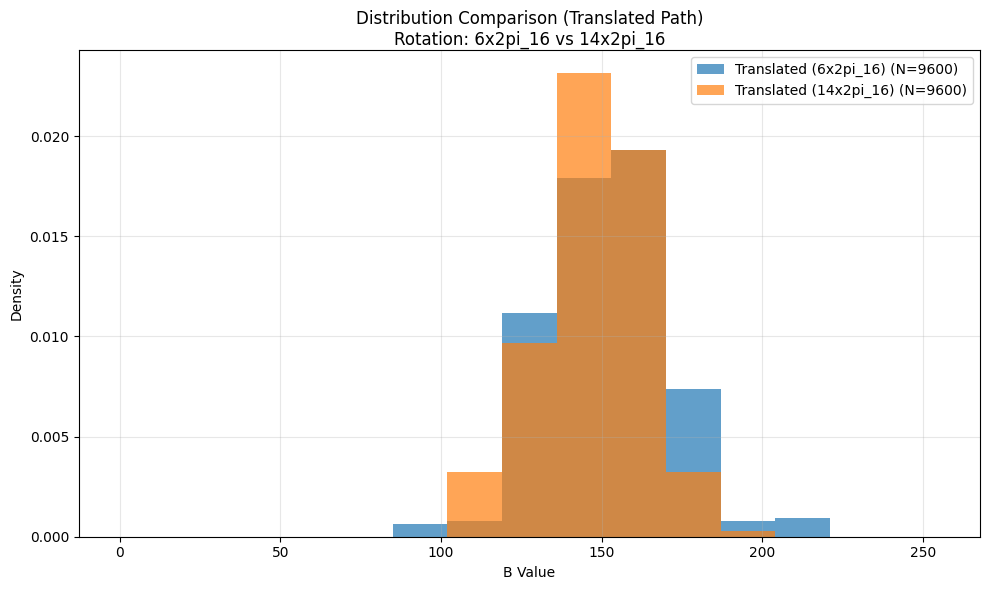 Distribution Comparison (Translated Path)
Rotation: 6x2pi_16 vs 14x2pi_16
Translated (6x2pi_16) (N=9600)
Translated (14x2pi_16) (N=9600)
Density
0.020
0.015
0.010
0.005
0.000
0 50 100 150 200 250
B Value